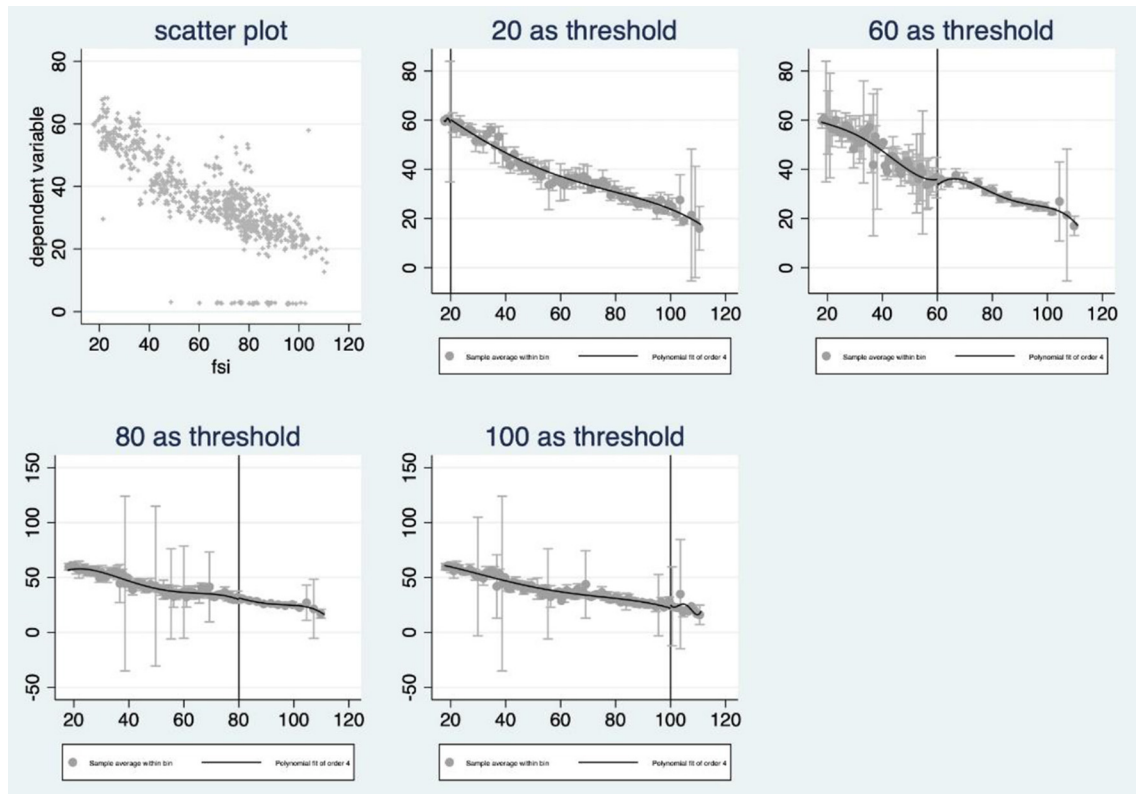 scatter plot
80
60
40
20
0
dependent variable
20 40 60 80 100 120
fsi
20 as threshold
80
60
40
20
0
20 40 60 80 100 120
Sample average within bin Polynomial fit of order 4
60 as threshold
80
60
40
20
0
20 40 60 80 100 120
Sample average within bin Polynomial fit of order 4
80 as threshold
150
100
50
0
-50
20 40 60 80 100 120
Sample average within bin Polynomial fit of order 4
100 as threshold
150
100
50
0
-50
20 40 60 80 100 120
Sample average within bin Polynomial fit of order 4